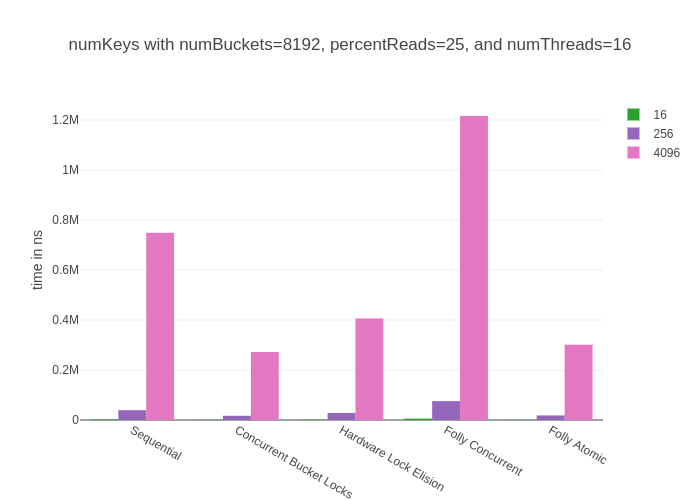 numKeys with numBuckets=8192, percentReads=25, and numThreads=16
16
256
4096
1.2M
1M
0.8M
0.6M
0.4M
0.2M
0
time in ns
Sequential
Concurrent Bucket Locks
Hardware Lock Elision
Folly Concurrent
Folly Atomic